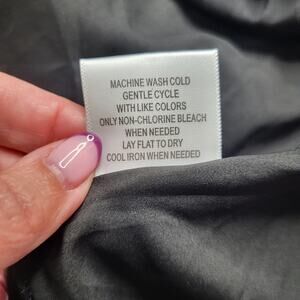 MACHINE WASH COLD
GENTLE CYCLE
WITH LIKE COLORS
ONLY NON-CHLORINE BLEACH
WHEN NEEDED
LAY FLAT TO DRY
COOL IRON WHEN NEEDED